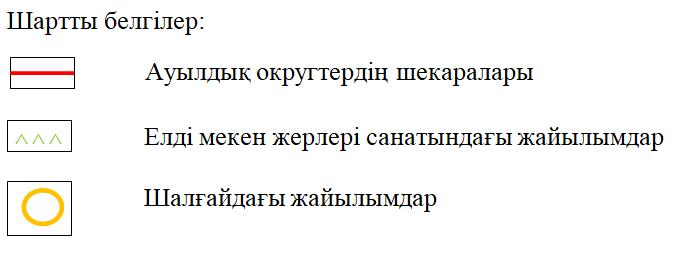 Шартты белгілер:
Ауылдық округтердің шекаралары
Елді мекен жерлері санатындағы жайылымдар
Шалғайдағы жайылымдар